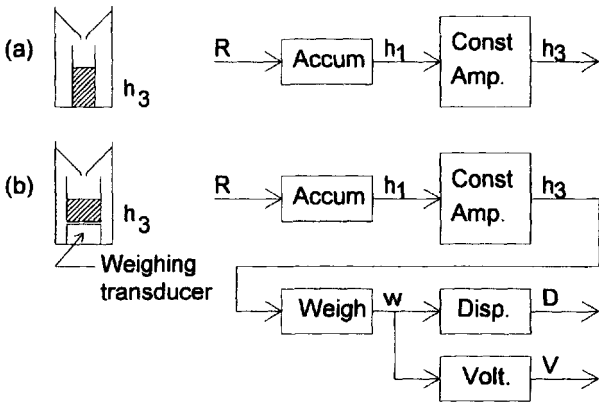 (a)
h3
R
Accum
h1
Const
Amp.
h3
(b)
h3
Weighing
transducer
R
Accum
h1
Const
Amp.
h3
Weigh
w
Disp.
D
Volt.
V